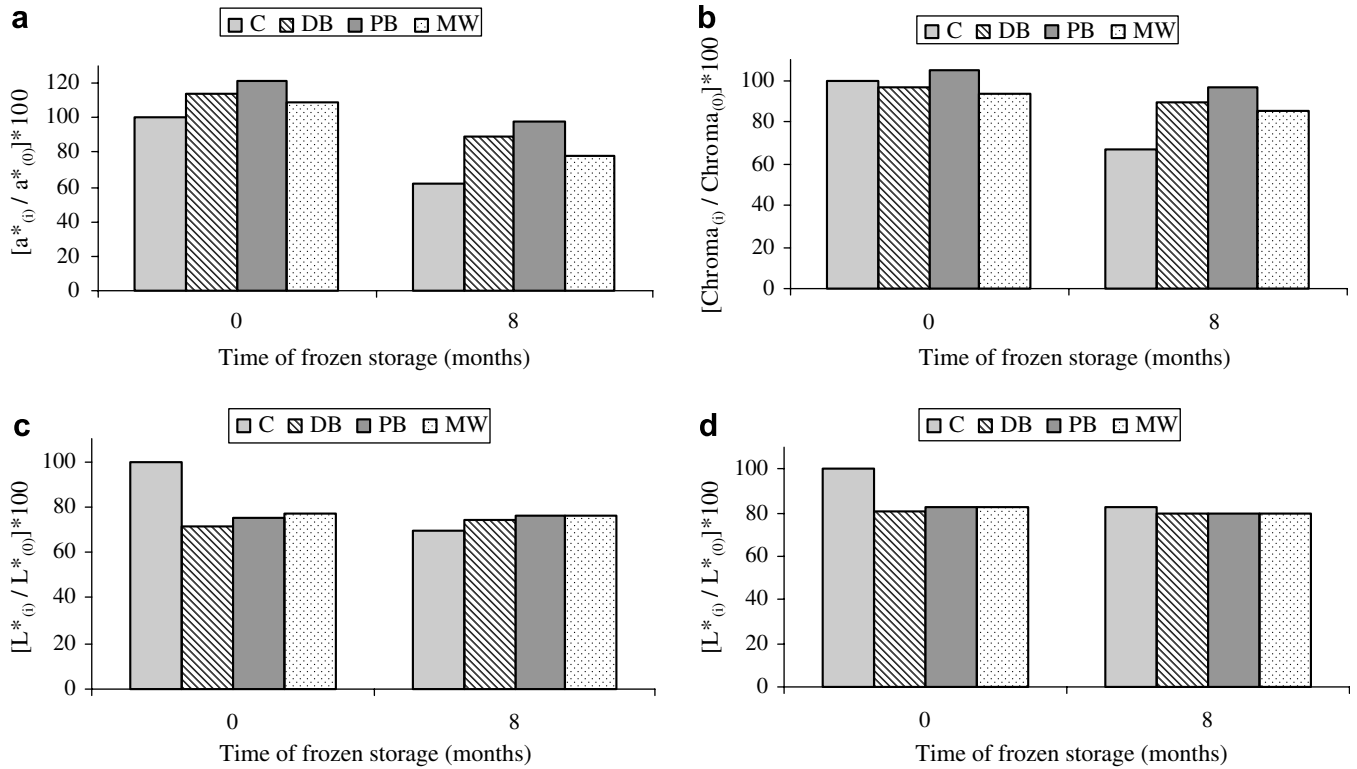 a
C DB PB MW
[a*(i) / a*(0)]*100
120
100
80
60
40
20
0
0 8
Time of frozen storage (months)
b
C DB PB MW
[Chroma(i) / Chroma(0)]*100
100
80
60
40
20
0
0 8
Time of frozen storage (months)
c
C DB PB MW
[L*(i) / L*(0)]*100
100
80
60
40
20
0
0 8
Time of frozen storage (months)
d
C DB PB MW
[L*(i) / L*(0)]*100
100
80
60
40
20
0
0 8
Time of frozen storage (months)